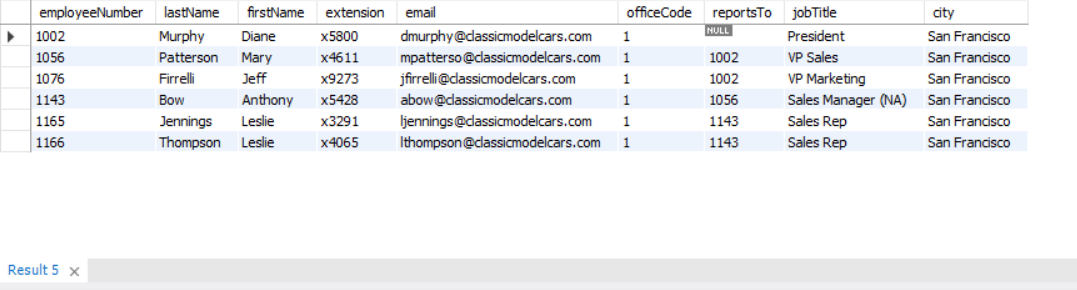 employeeNumber lastName firstName extension email officeCode reportsTo jobTitle city
1002 Murphy Diane x5800 dmurphy@classicmodelcars.com 1 NULL President San Francisco
1056 Patterson Mary x4611 mpatterso@classicmodelcars.com 1 1002 VP Sales San Francisco
1076 Firrelli Jeff x9273 jfirrelli@classicmodelcars.com 1 1002 VP Marketing San Francisco
1143 Bow Anthony x5428 abow@classicmodelcars.com 1 1056 Sales Manager (NA) San Francisco
1165 Jennings Leslie x3291 ljennings@classicmodelcars.com 1 1143 Sales Rep San Francisco
1166 Thompson Leslie x4065 lthompson@classicmodelcars.com 1 1143 Sales Rep San Francisco
Result 5